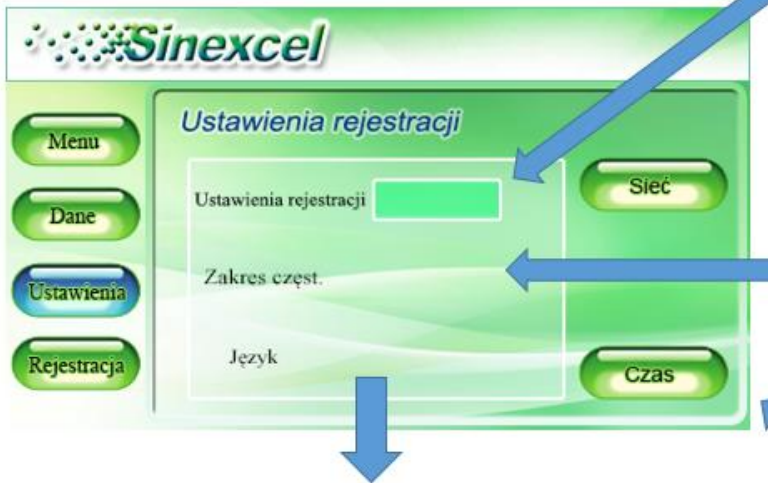 Sinexcel
Menu
Dane
Ustawienia
Rejestracja
Ustawienia rejestracji
Ustawienia rejestracji
Zakres częst.
Język
Sieć
Czas